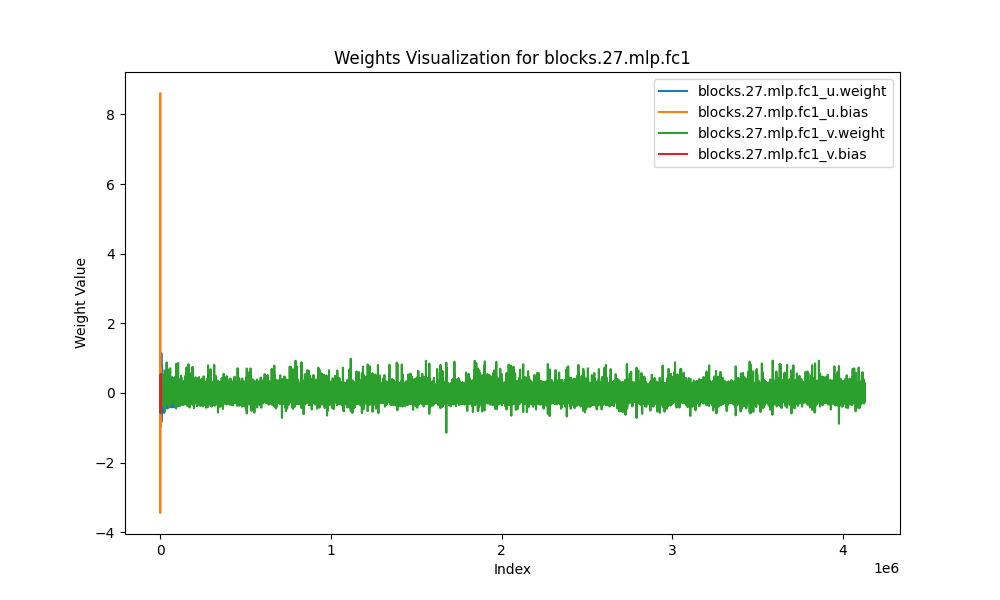 Weights Visualization for blocks.27.mlp.fc1
blocks.27.mlp.fc1_u.weight
blocks.27.mlp.fc1_u.bias
blocks.27.mlp.fc1_v.weight
blocks.27.mlp.fc1_v.bias
Weight Value
8
6
4
2
0
−2
−4
0 1 2 3 4
1e6
Index